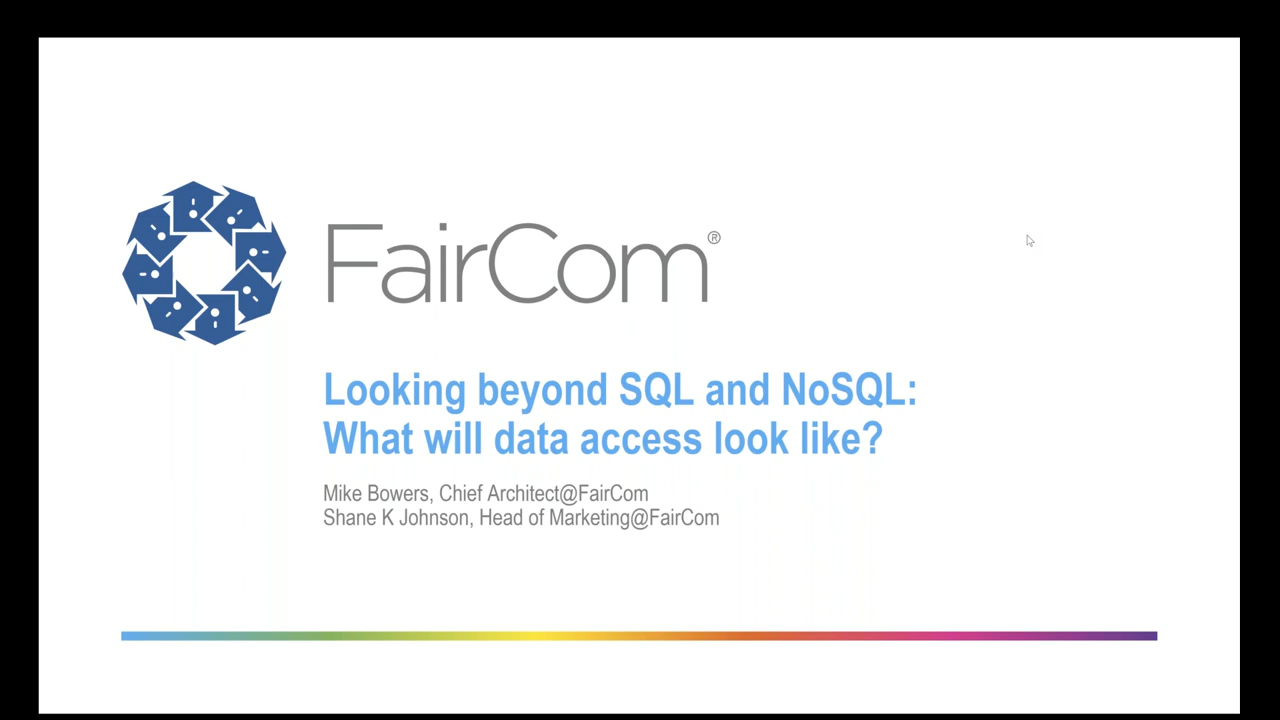 FairCom®
Looking beyond SQL and NoSQL:
What will data access look like?
Mike Bowers, Chief Architect@FairCom
Shane K Johnson, Head of Marketing@FairCom